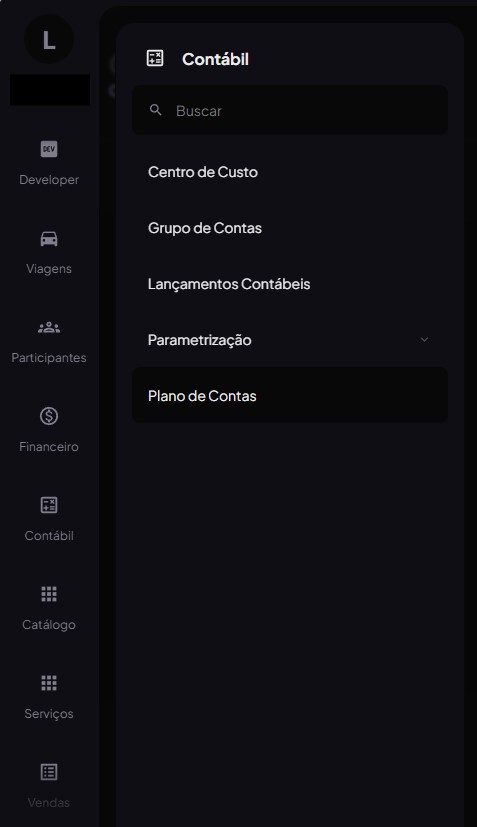 L
DEV
Developer
Viagens
Participantes
Financeiro
Contábil
Catálogo
Serviços
Vendas
Contábil
Buscar
Centro de Custo
Grupo de Contas
Lançamentos Contábeis
Parametrização
Plano de Contas